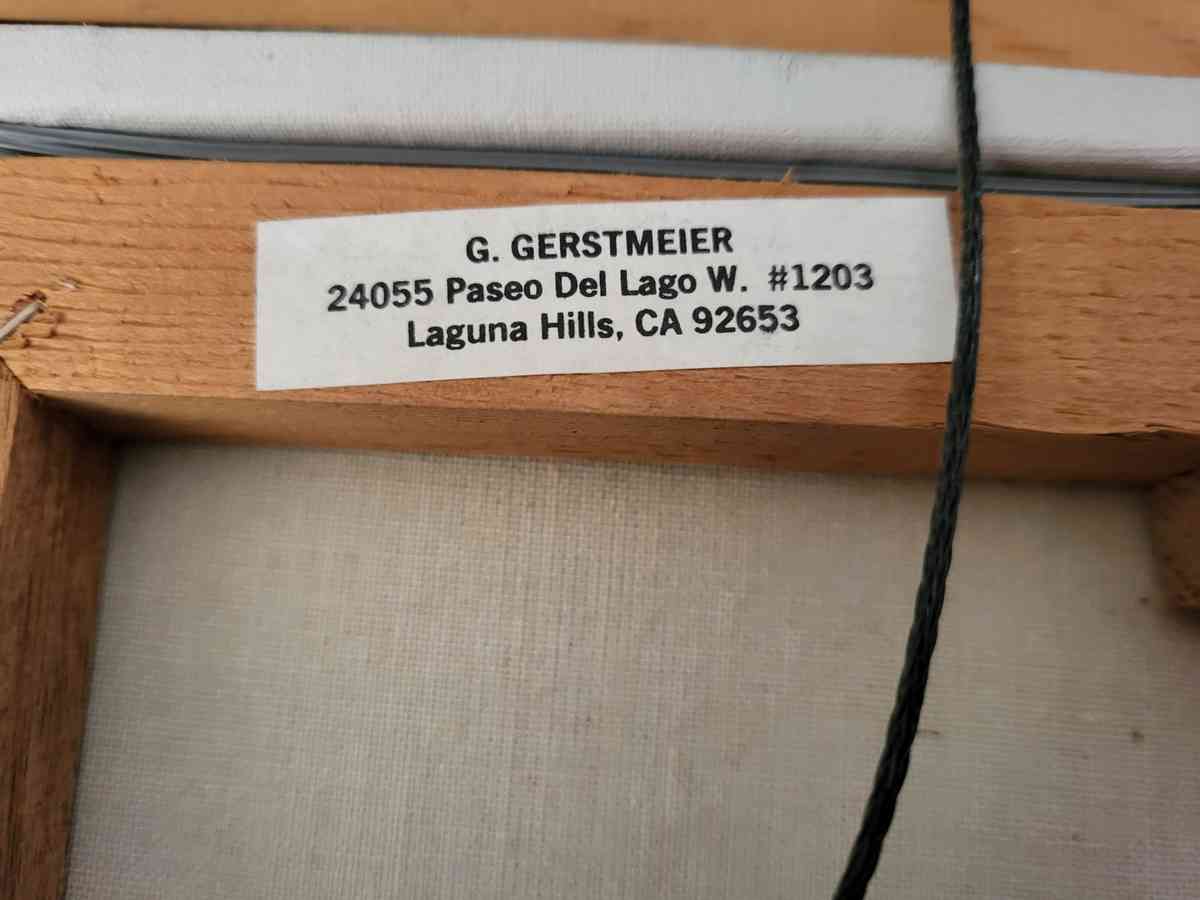 G. GERSTMEIER
24055 Paseo Del Lago W. #1203
Laguna Hills, CA 92653